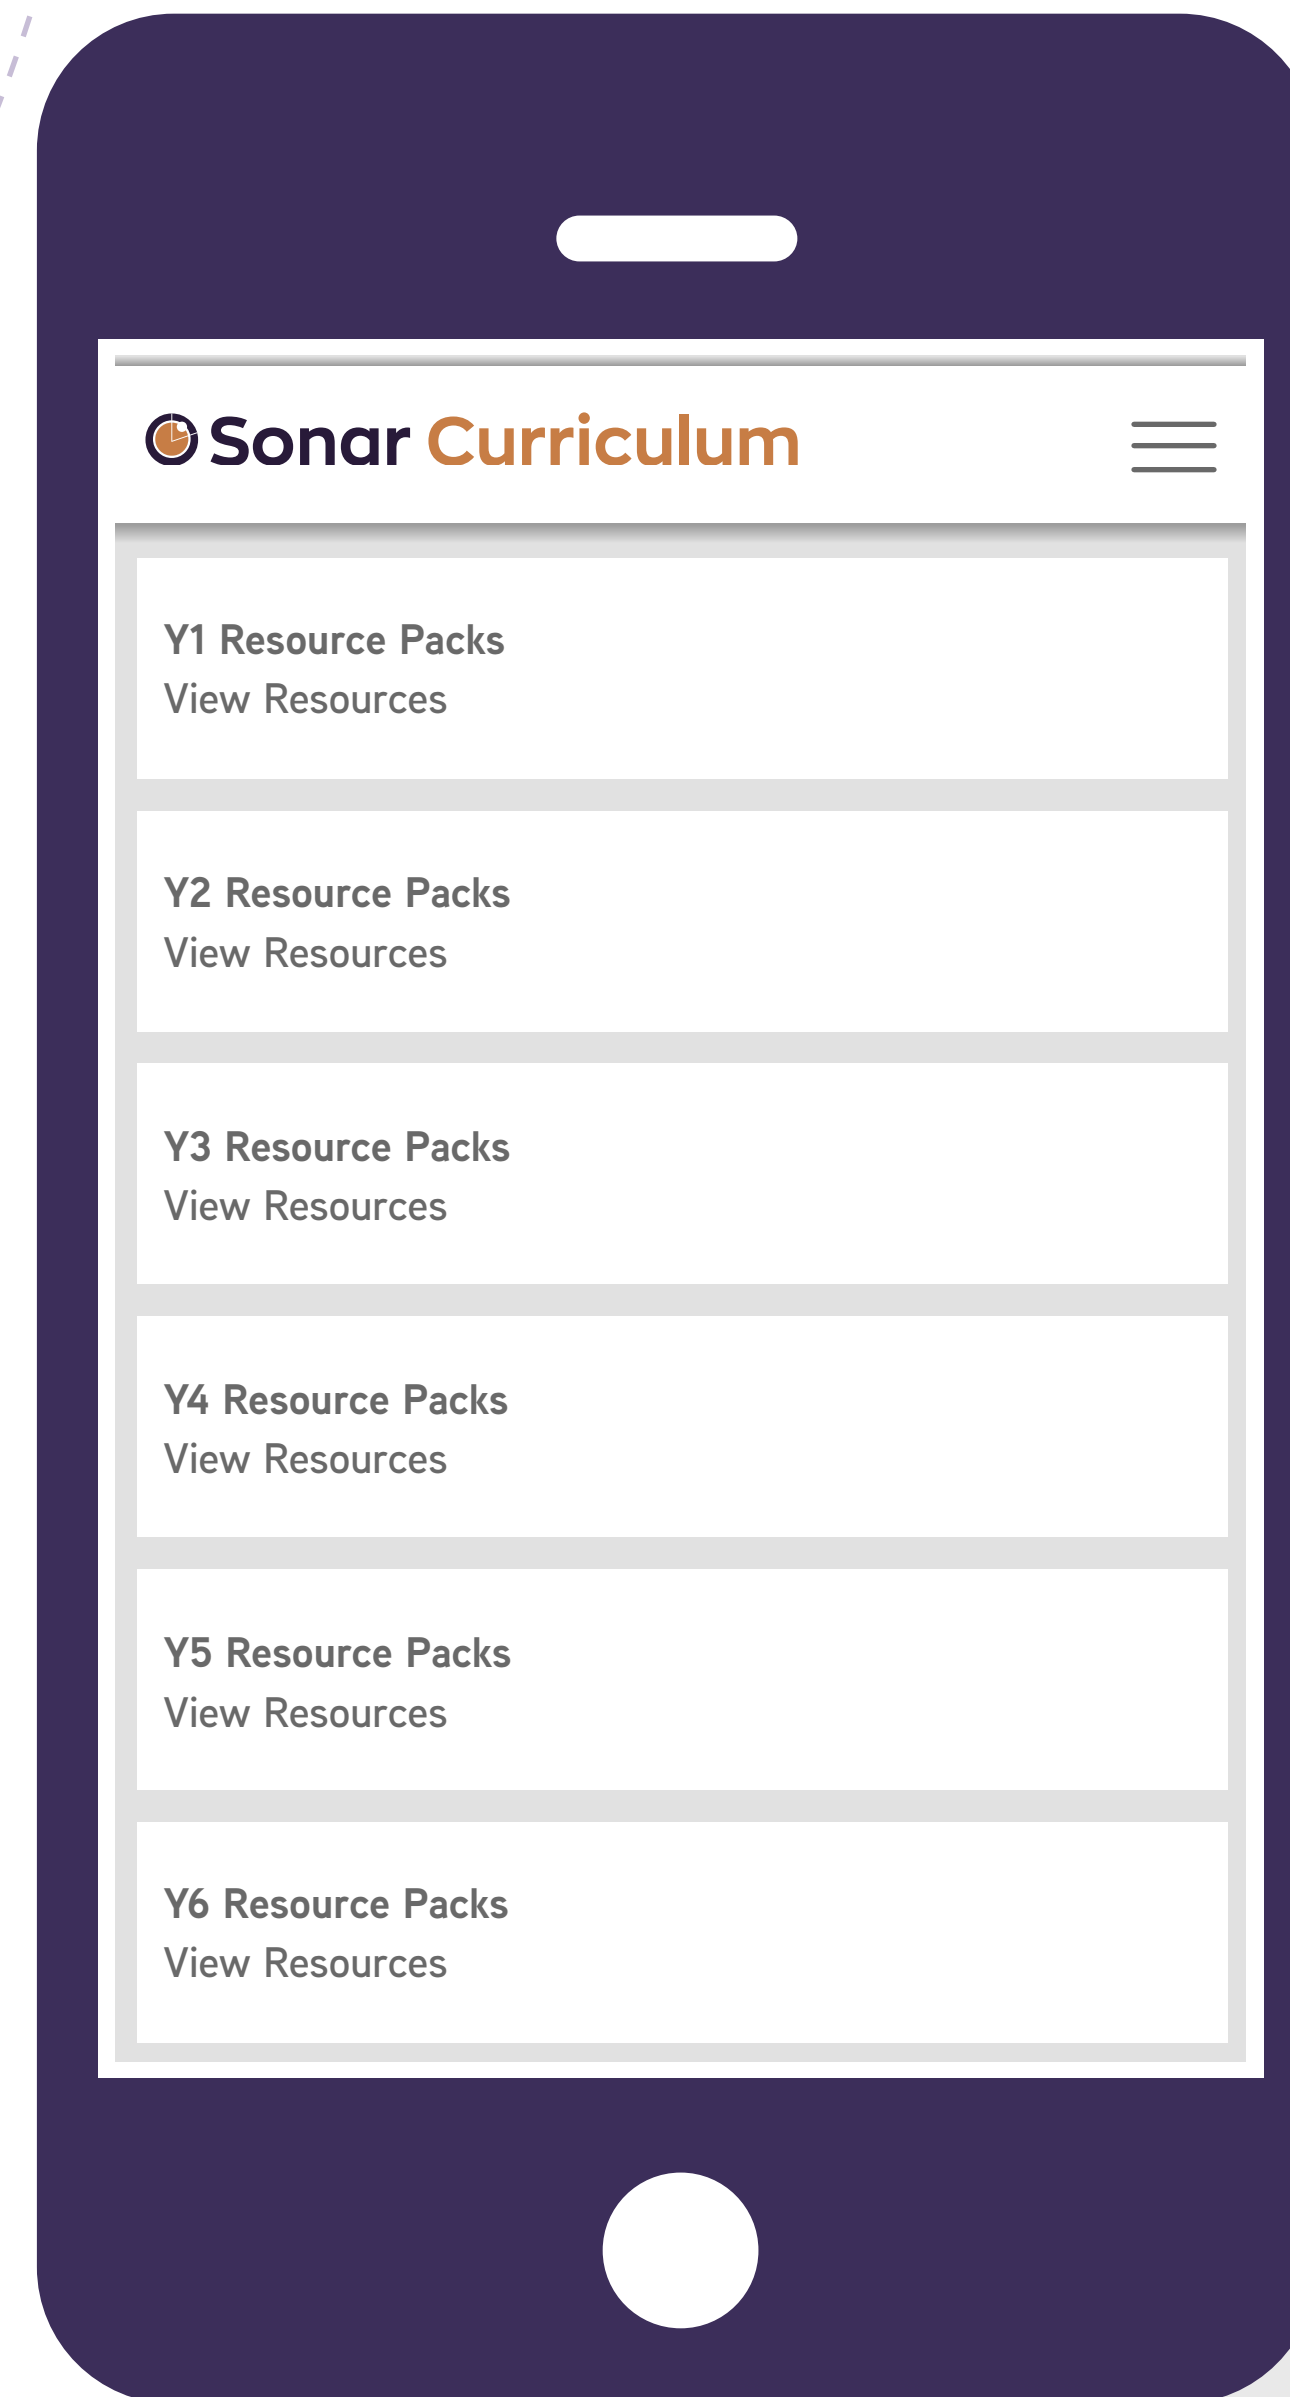 Sonar Curriculum
Y1 Resource Packs
View Resources
Y2 Resource Packs
View Resources
Y3 Resource Packs
View Resources
Y4 Resource Packs
View Resources
Y5 Resource Packs
View Resources
Y6 Resource Packs
View Resources